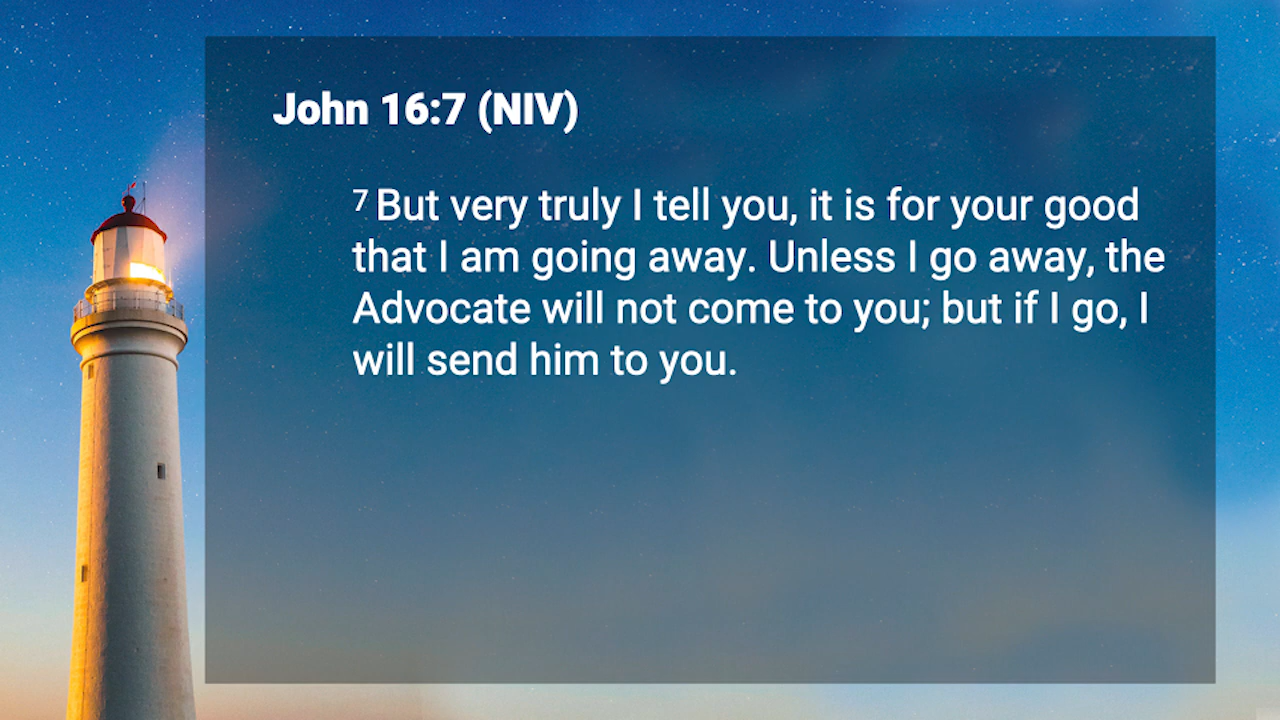 John 16:7 (NIV)
7 But very truly I tell you, it is for your good
that I am going away. Unless I go away, the
Advocate will not come to you; but if I go, I
will send him to you.